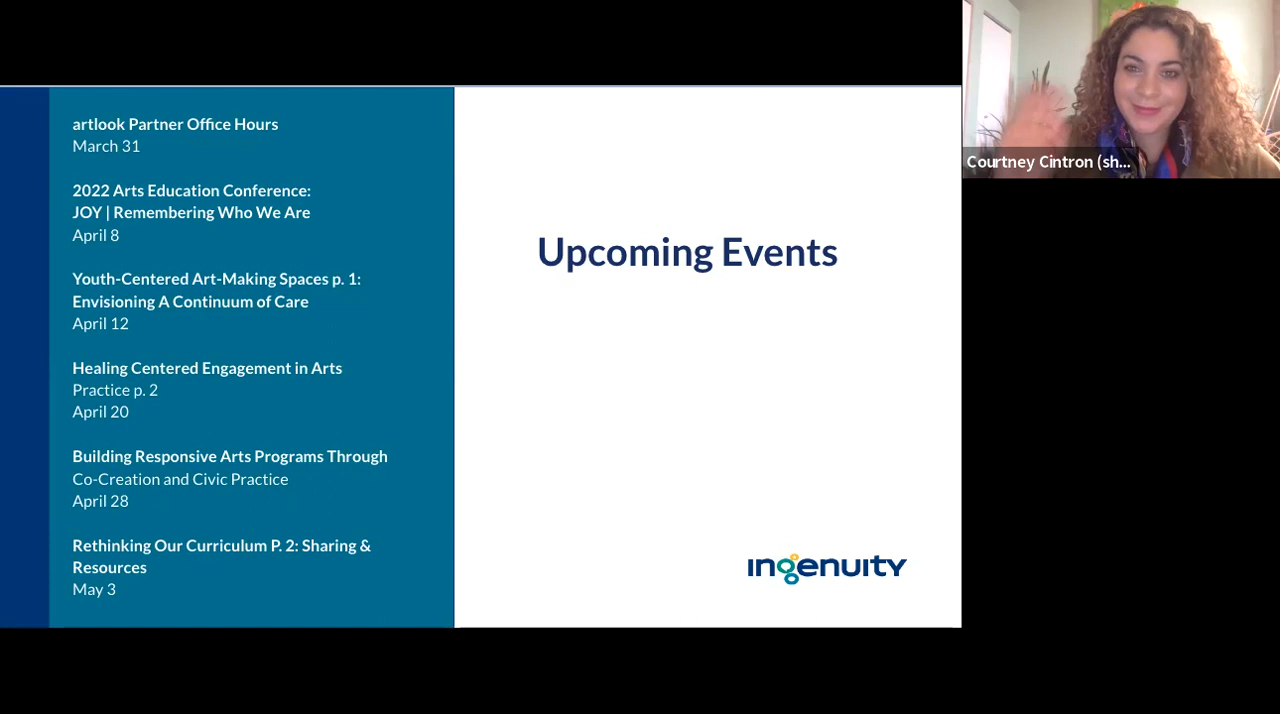 artlook Partner Office Hours
March 31
2022 Arts Education Conference:
JOY | Remembering Who We Are
April 8
Youth-Centered Art-Making Spaces p. 1:
Envisioning A Continuum of Care
April 12
Healing Centered Engagement in Arts
Practice p. 2
April 20
Building Responsive Arts Programs Through
Co-Creation and Civic Practice
April 28
Rethinking Our Curriculum P. 2: Sharing &
Resources
May 3
Upcoming Events
ingenuity
Courtney Cintron (sh...